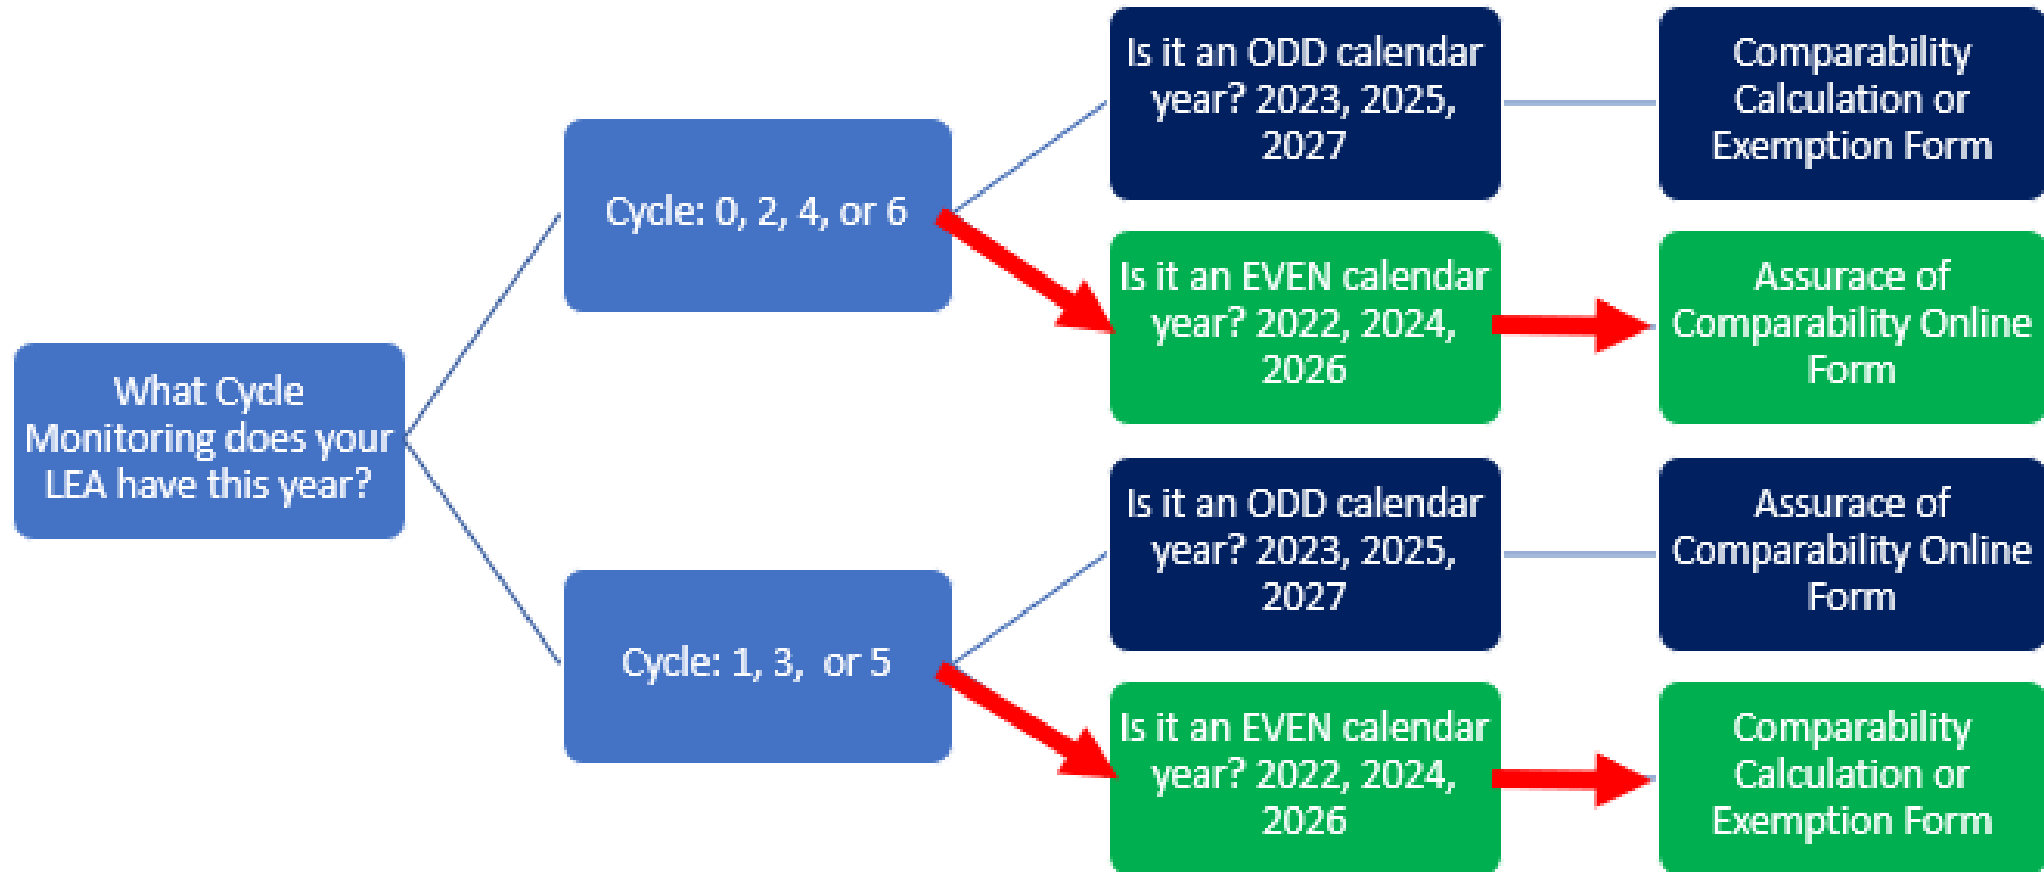 What Cycle
Monitoring does your
LEA have this year?
Cycle: 0, 2, 4, or 6
Is it an ODD calendar
year? 2023, 2025,
2027
Comparability
Calculation or
Exemption Form
Is it an EVEN calendar
year? 2022, 2024,
2026
Assurace of
Comparability Online
Form
Cycle: 1, 3, or 5
Is it an ODD calendar
year? 2023, 2025,
2027
Assurace of
Comparability Online
Form
Is it an EVEN calendar
year? 2022, 2024,
2026
Comparability
Calculation or
Exemption Form